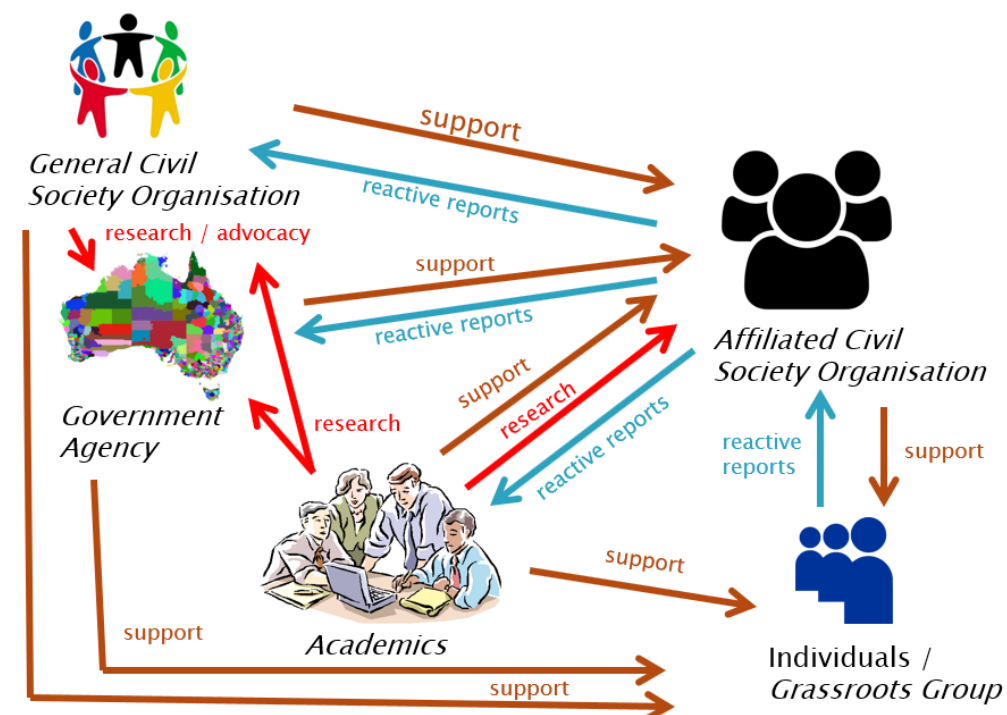 General Civil
Society Organisation
support
reactive reports
research / advocacy
support
reactive reports
Government
Agency
research
support
research
reactive reports
Affiliated Civil
Society Organisation
reactive
reports
support
Academics
support
Individuals /
Grassroots Group
support
support